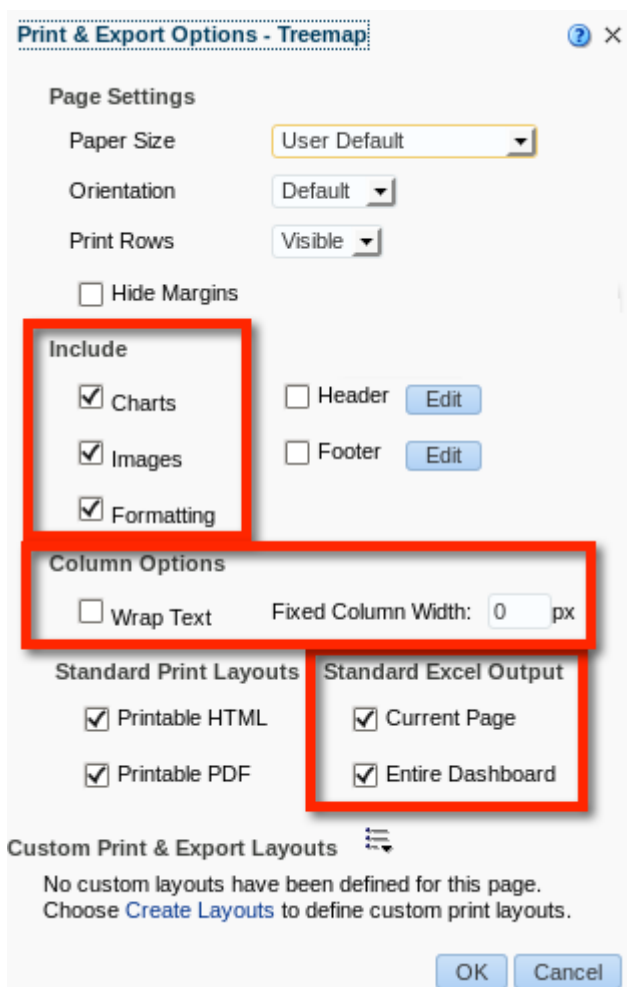 Print & Export Options - Treemap
Page Settings
Paper Size User Default
Orientation Default
Print Rows Visible
Hide Margins
Include
Charts Header Edit
Images Footer Edit
Formatting
Column Options
Wrap Text Fixed Column Width: 0 px
Standard Print Layouts Standard Excel Output
Printable HTML Current Page
Printable PDF Entire Dashboard
Custom Print & Export Layouts
No custom layouts have been defined for this page.
Choose Create Layouts to define custom print layouts.
OK Cancel